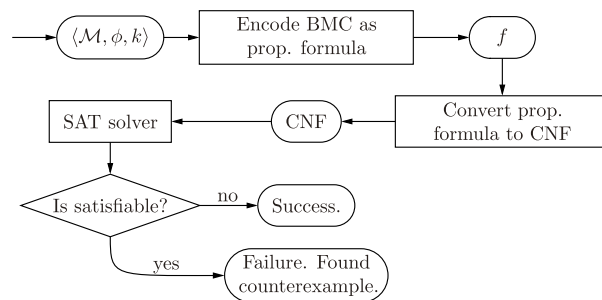 ⟨ℳ, ϕ, k⟩
Encode BMC as
prop. formula
f
Convert prop.
formula to CNF
CNF
SAT solver
Is satisfiable?
no
Success.
yes
Failure. Found
counterexample.